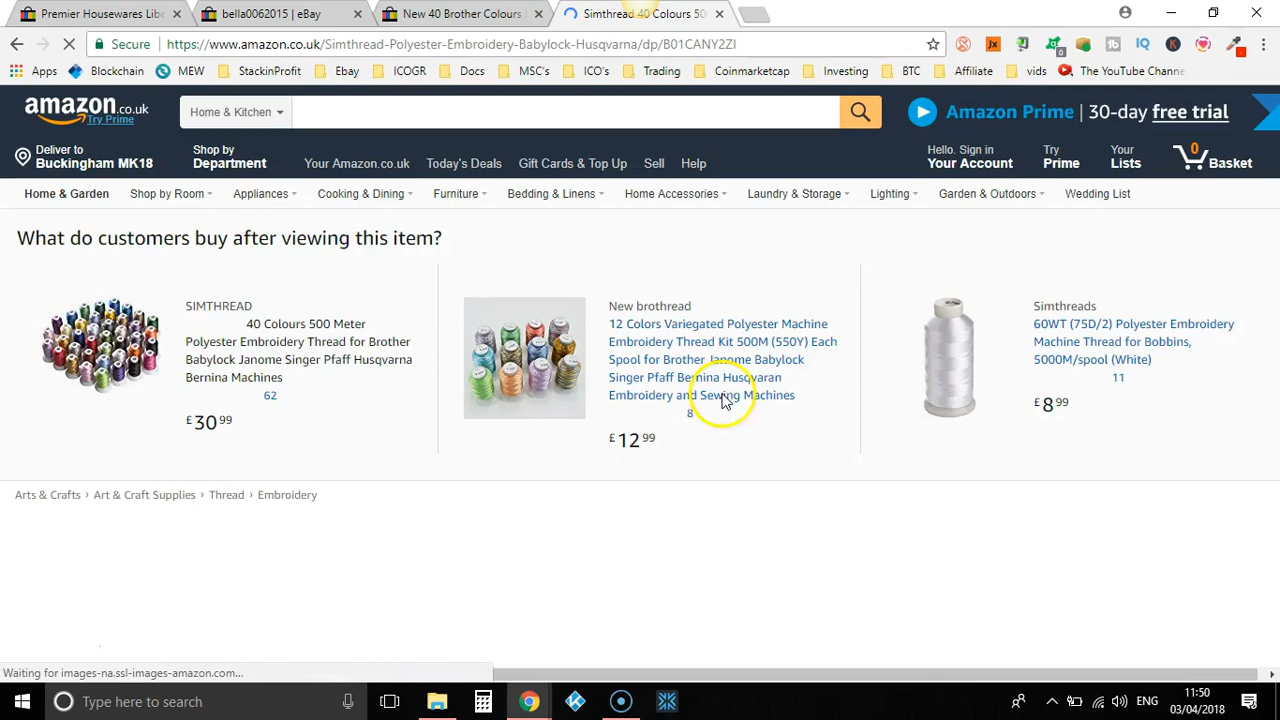 Premier Housewares Libe
bella0062015 | eBay
New 40 Brother Colours
Simthread 40 Colours 50
Secure
https://www.amazon.co.uk/Simthread-Polyester-Embroidery-Babylock-Husqvarna/dp/B01CANY2ZI
Apps
Blockchain
MEW
StackinProfit
Ebay
ICOGR
Docs
MSC's
ICO's
Trading
Coinmarketcap
Investing
BTC
Affiliate
vids
The YouTube Channe
amazon.co.uk
Try Prime
Home & Kitchen
Amazon Prime | 30-day free trial
Deliver to
Buckingham MK18
Shop by
Department
Your Amazon.co.uk
Today's Deals
Gift Cards & Top Up
Sell
Help
Hello. Sign in
Your Account
Try
Prime
Your
Lists
0
Basket
Home & Garden
Shop by Room
Appliances
Cooking & Dining
Furniture
Bedding & Linens
Home Accessories
Laundry & Storage
Lighting
Garden & Outdoors
Wedding List
What do customers buy after viewing this item?
SIMTHREAD
40 Colours 500 Meter
Polyester Embroidery Thread for Brother
Babylock Janome Singer Pfaff Husqvarna
Bernina Machines
62
£30.99
New brothread
12 Colors Variegated Polyester Machine
Embroidery Thread Kit 500M (550Y) Each
Spool for Brother Janome Babylock
Singer Pfaff Bernina Husqvaran
Embroidery and Sewing Machines
8
£12.99
Simthreads
60WT (75D/2) Polyester Embroidery
Machine Thread for Bobbins,
5000M/spool (White)
11
£8.99
Arts & Crafts › Art & Craft Supplies › Thread › Embroidery
Waiting for images-na.ssl-images-amazon.com...
Type here to search
ENG
11:50
03/04/2018